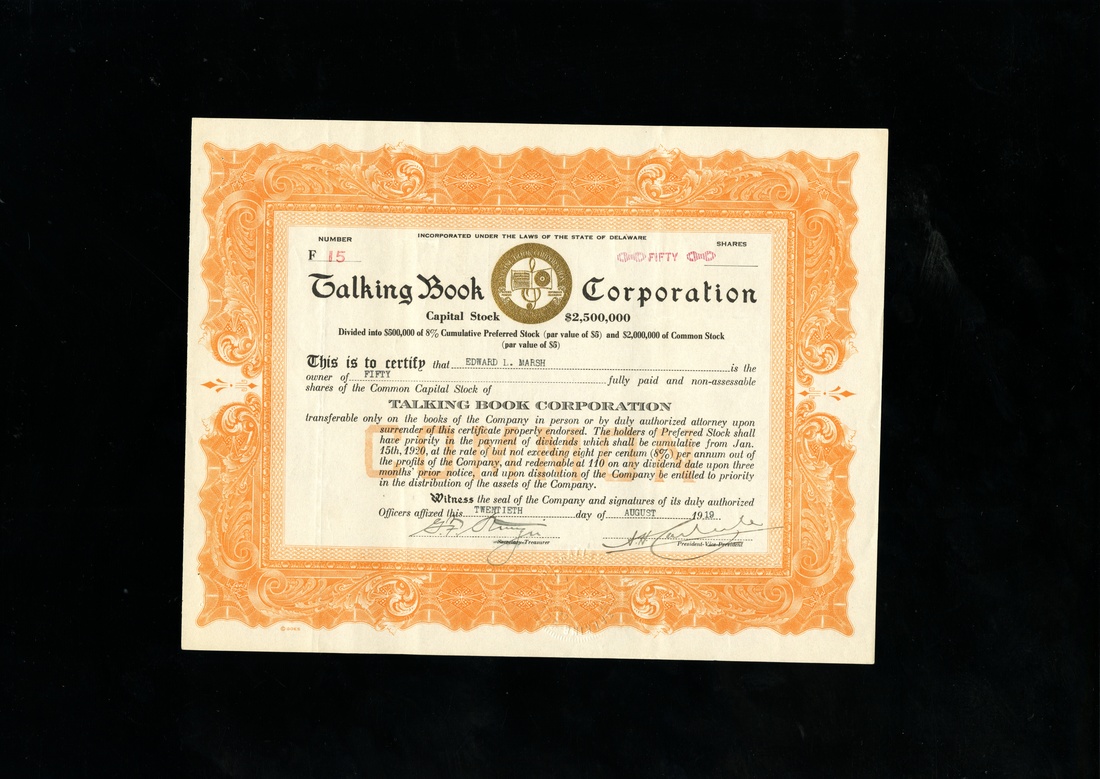 NUMBER
INCORPORATED UNDER THE LAWS OF THE STATE OF DELAWARE
SHARES
F 15
FIFTY
Talking Book Corporation
Capital Stock $2,500,000
Divided into $500,000 of 8% Cumulative Preferred Stock (par value of $5) and $2,000,000 of Common Stock
(par value of $5)
This is to certify that EDWARD L. MARSH is the
owner of FIFTY fully paid and non-assessable
shares of the Common Capital Stock of
TALKING BOOK CORPORATION
transferable only on the books of the Company in person or by duly authorized attorney upon
surrender of this certificate properly endorsed. The holders of Preferred Stock shall
have priority in the payment of dividends which shall be cumulative from Jan.
15th, 1920, at the rate of but not exceeding eight per centum (8%) per annum out of
the profits of the Company, and redeemable at 110 on any dividend date upon three
months' prior notice, and upon dissolution of the Company be entitled to priority
in the distribution of the assets of the Company.
Witness the seal of the Company and signatures of its duly authorized
Officers affixed this TWENTIETH day of AUGUST 1919
Secretary-Treasurer
President-Vice-President
© GOES